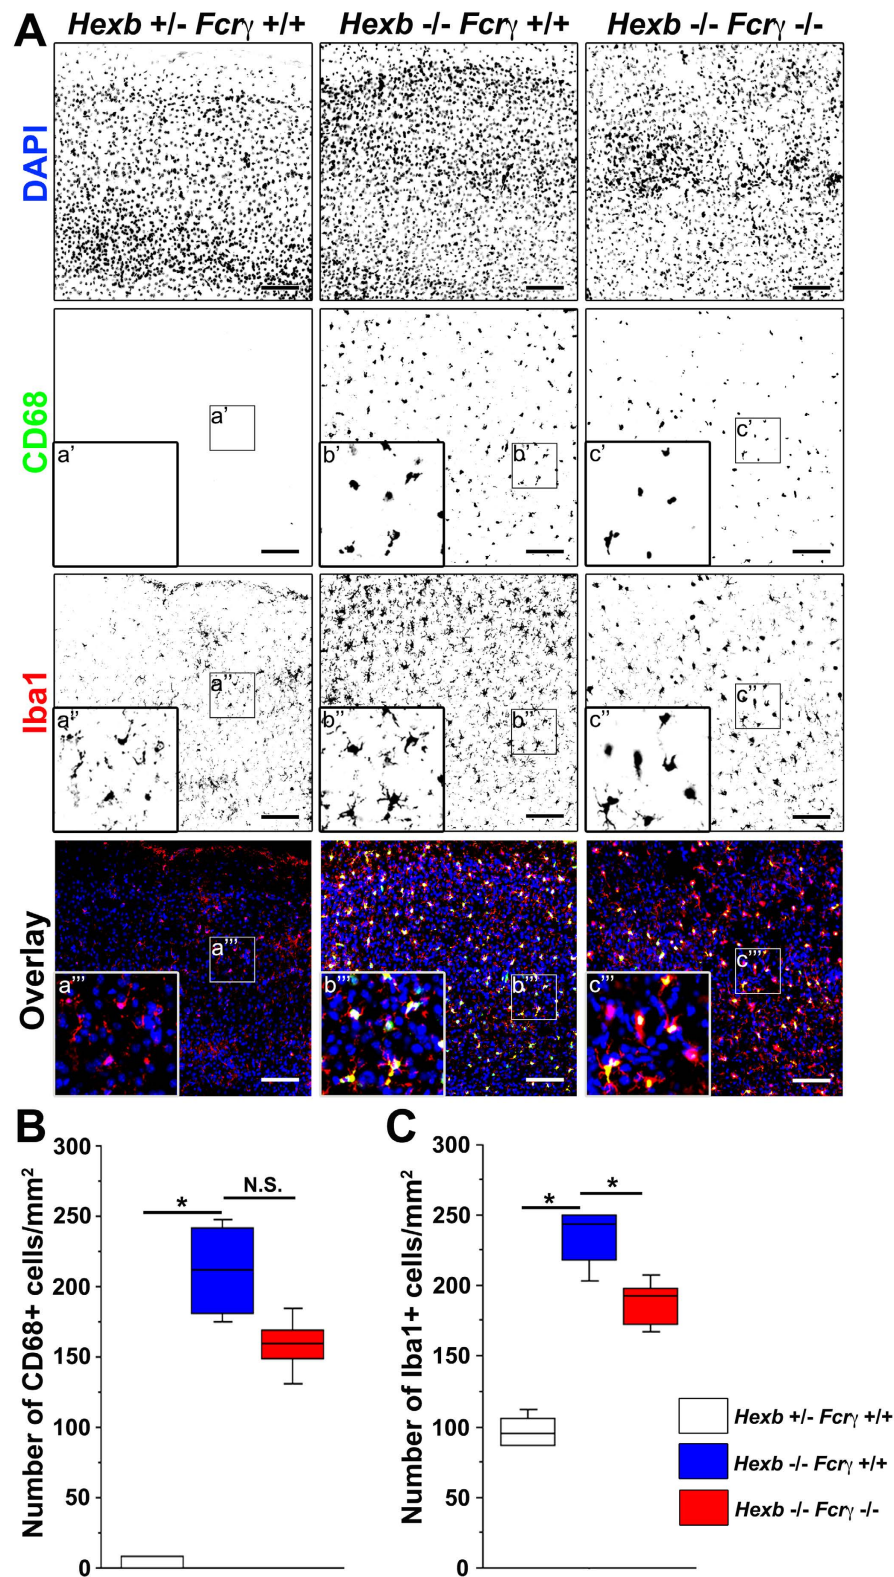 A
Hexb +/- Fcrγ +/+
Hexb -/- Fcrγ +/+
Hexb -/- Fcrγ -/-
DAPI
CD68
a’
a’
b’
b’
c’
c’
Iba1
a’’
a’’
b’’
b’’
c’’
c’’
Overlay
a’’’
a’’’
b’’’
b’’’
c’’’
c’’’
B
Number of CD68+ cells/mm²
300
250
200
150
100
50
0
*
N.S.
C
Number of Iba1+ cells/mm²
300
250
200
150
100
50
0
*
*
Hexb +/- Fcrγ +/+
Hexb -/- Fcrγ +/+
Hexb -/- Fcrγ -/-